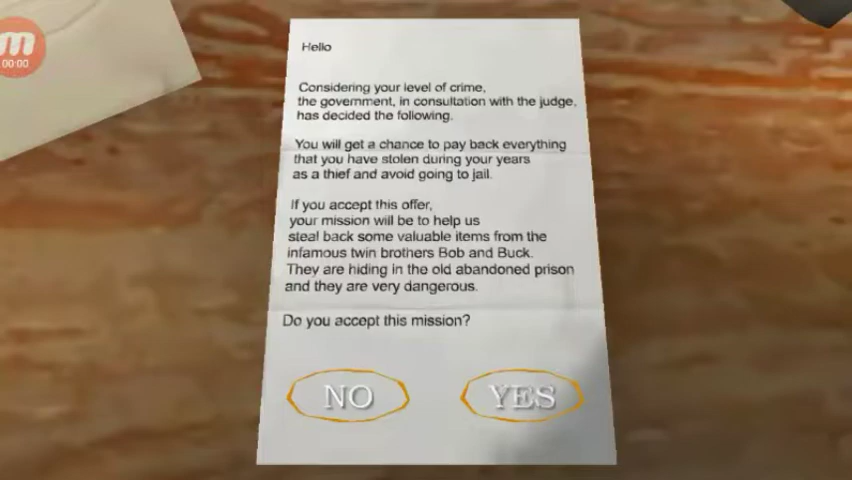 m
00:00
Hello
Considering your level of crime,
the government, in consultation with the judge,
has decided the following.
You will get a chance to pay back everything
that you have stolen during your years
as a thief and avoid going to jail.
If you accept this offer,
your mission will be to help us
steal back some valuable items from the
infamous twin brothers Bob and Buck.
They are hiding in the old abandoned prison
and they are very dangerous.
Do you accept this mission?
NO YES